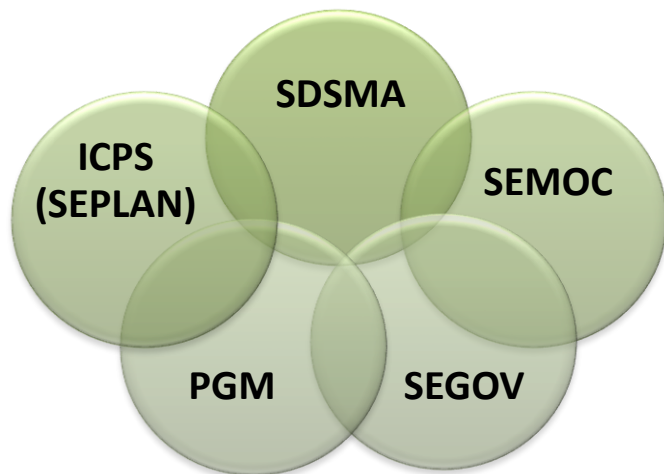 SDSMA
ICPS
(SEPLAN)
SEMOC
PGM
SEGOV